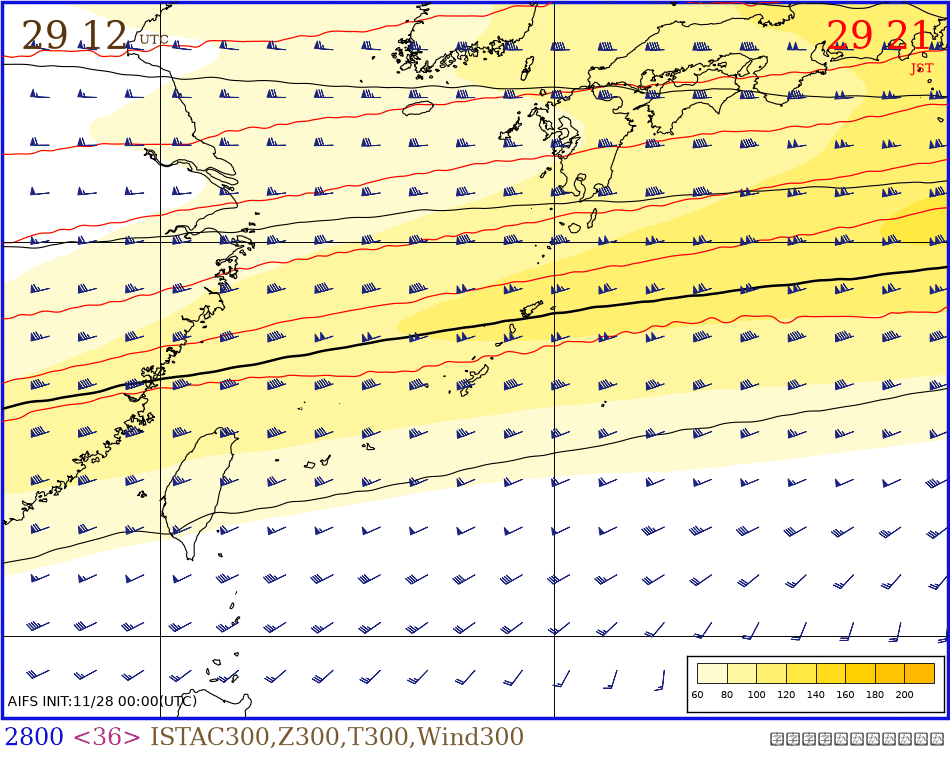 29 12 UTC
29 21
JST
60 80 100 120 140 160 180 200
AIFS INIT:11/28 00:00(UTC)
2800 <36> ISTAC300,Z300,T300,Wind300